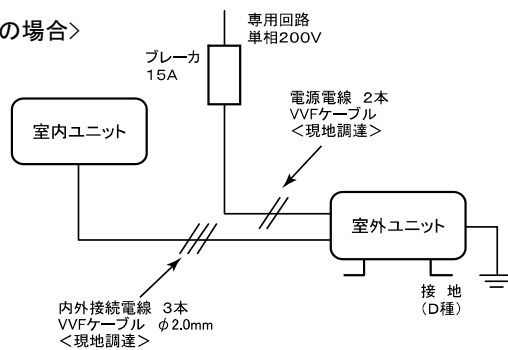 の場合＞
専用回路
単相200V
ブレーカ
15A
電源電線 2本
VVFケーブル
＜現地調達＞
室内ユニット
室外ユニット
接 地
（D種）
内外接続電線 3本
VVFケーブル φ2.0mm
＜現地調達＞